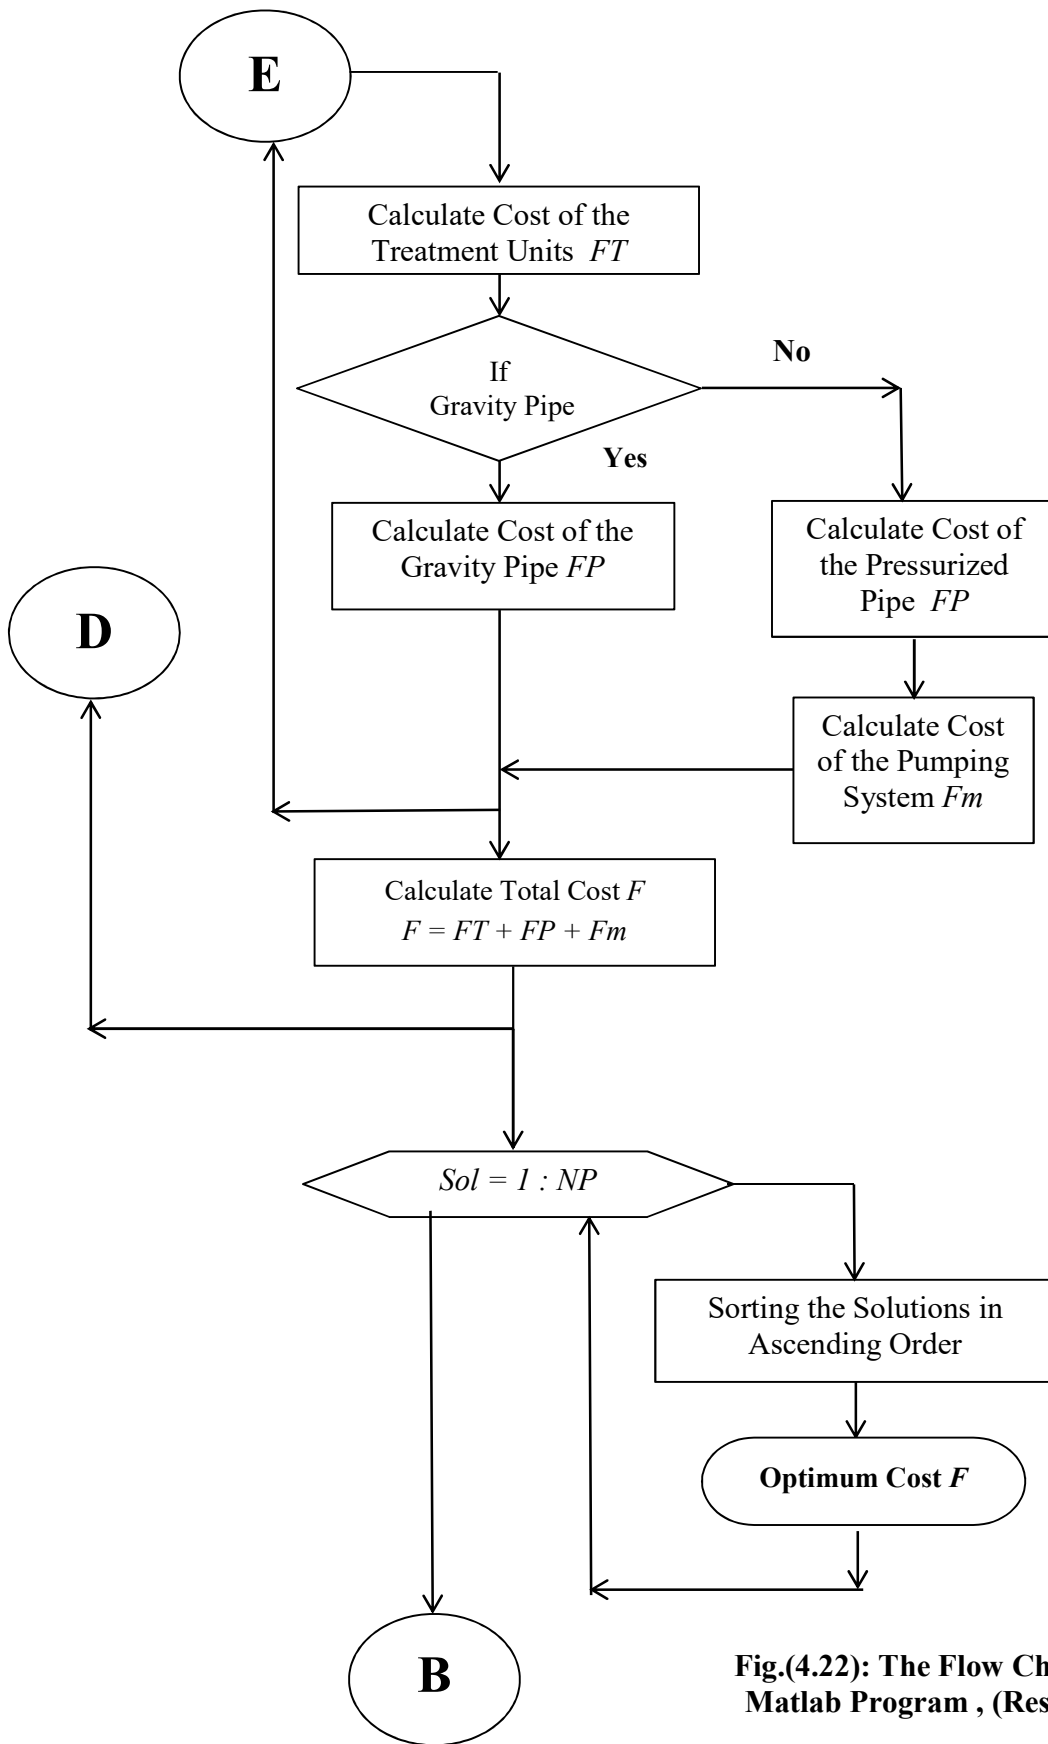 E
Calculate Cost of the
Treatment Units FT
If
Gravity Pipe
No
Yes
Calculate Cost of the
Gravity Pipe FP
Calculate Cost of
the Pressurized
Pipe FP
D
Calculate Cost
of the Pumping
System Fm
Calculate Total Cost F
F = FT + FP + Fm
Sol = 1 : NP
Sorting the Solutions in
Ascending Order
Optimum Cost F
B
Fig.(4.22): The Flow
Matlab Program ,